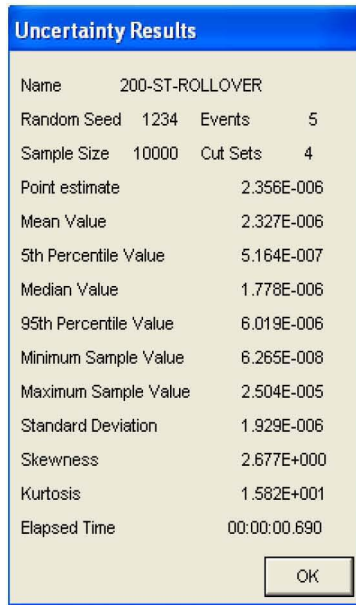 Uncertainty Results
Name 200-ST-ROLLOVER
Random Seed 1234 Events 5
Sample Size 10000 Cut Sets 4
Point estimate 2.356E-006
Mean Value 2.327E-006
5th Percentile Value 5.164E-007
Median Value 1.778E-006
95th Percentile Value 6.019E-006
Minimum Sample Value 6.265E-008
Maximum Sample Value 2.504E-005
Standard Deviation 1.929E-006
Skewness 2.677E+000
Kurtosis 1.582E+001
Elapsed Time 00:00:00.690
OK